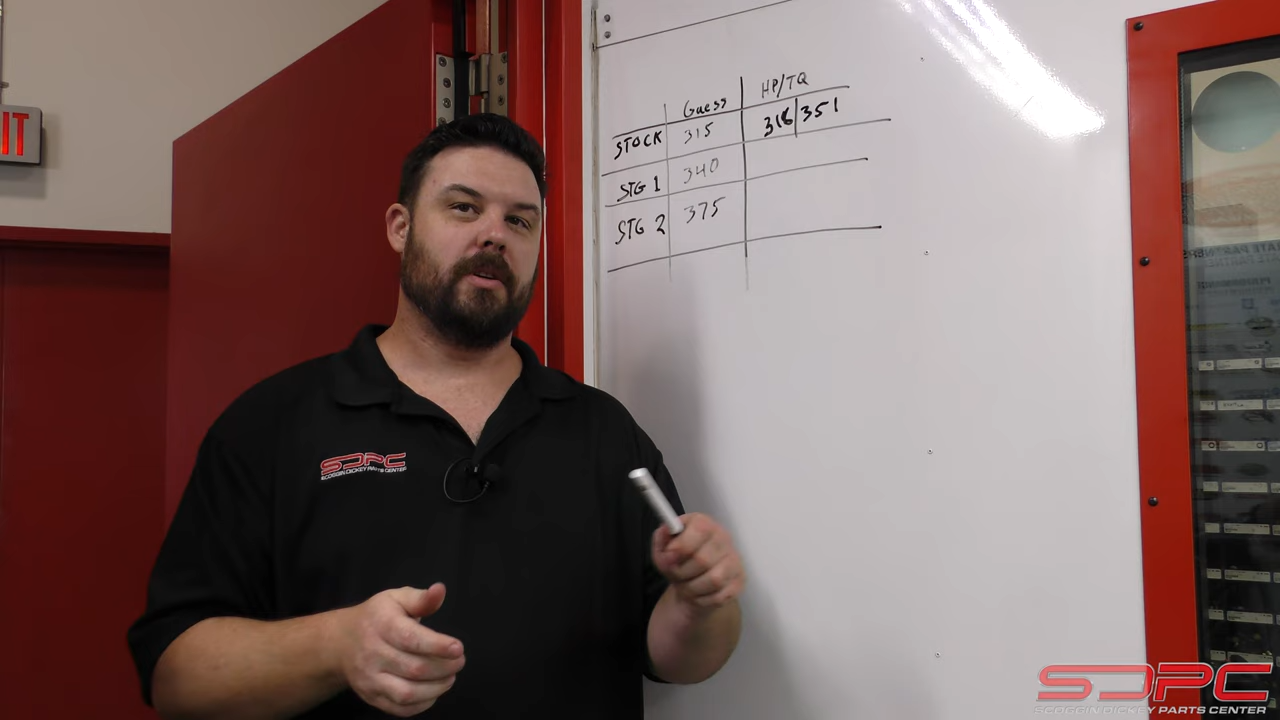 IT
Guess HP/TQ
STOCK 315 318 351
STG 1 340
STG 2 375
SDPC
SCOGGIN DICKEY PARTS CENTER
SDPC
SCOGGIN DICKEY PARTS CENTER